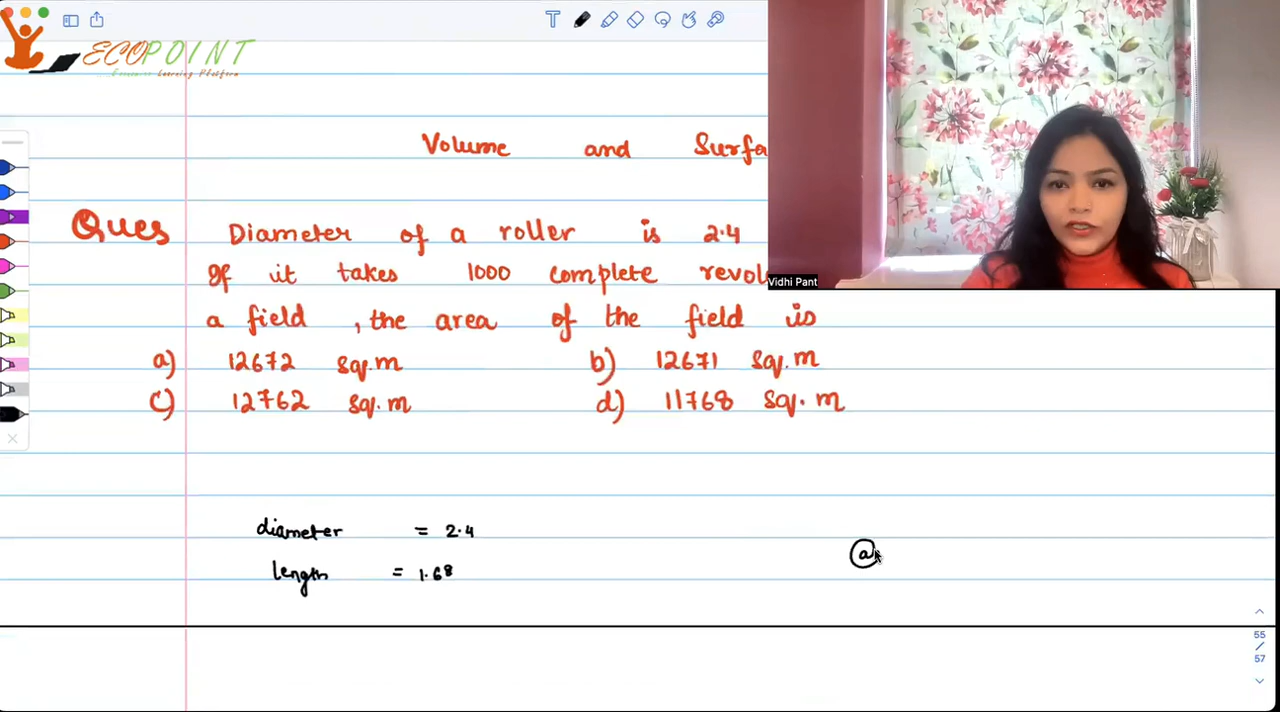 ECOPOINT
Learning Platform
Volume and Surfa
Ques Diameter of a roller is 2.4
If it takes 1000 complete revol
a field , the area of the field is
a) 12672 sq.m b) 12671 sq.m
c) 12762 sq.m d) 11768 sq.m
Vidhi Pant
diameter = 2.4
length = 1.68
a
55
/
57